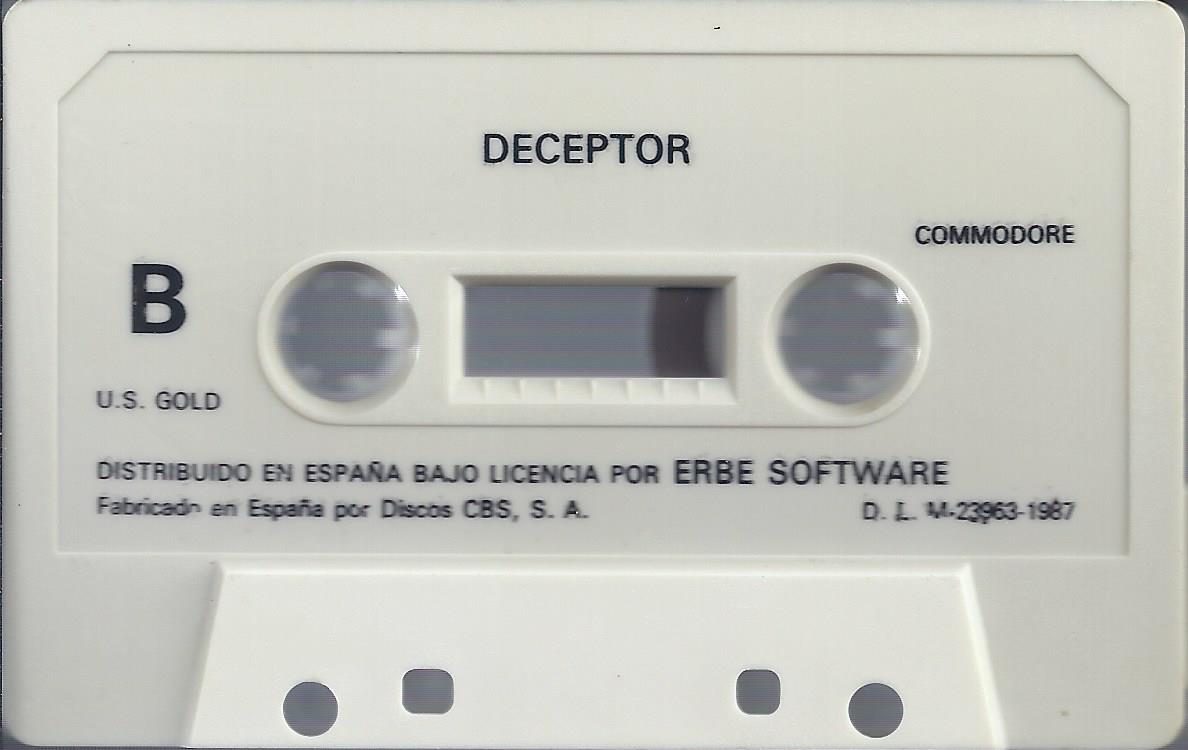 DECEPTOR
COMMODORE
B
U.S. GOLD
DISTRIBUIDO EN ESPAÑA BAJO LICENCIA POR ERBE SOFTWARE
Fabricado en España por Discos CBS, S. A.
D. L. M-23963-1987